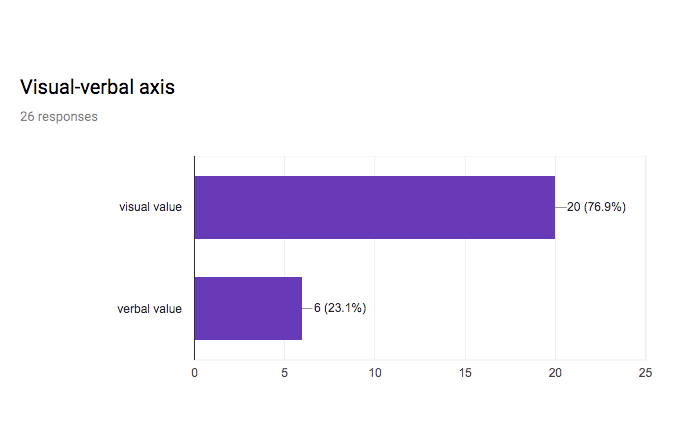 Visual-verbal axis
26 responses
visual value
20 (76.9%)
verbal value
6 (23.1%)
0 5 10 15 20 25